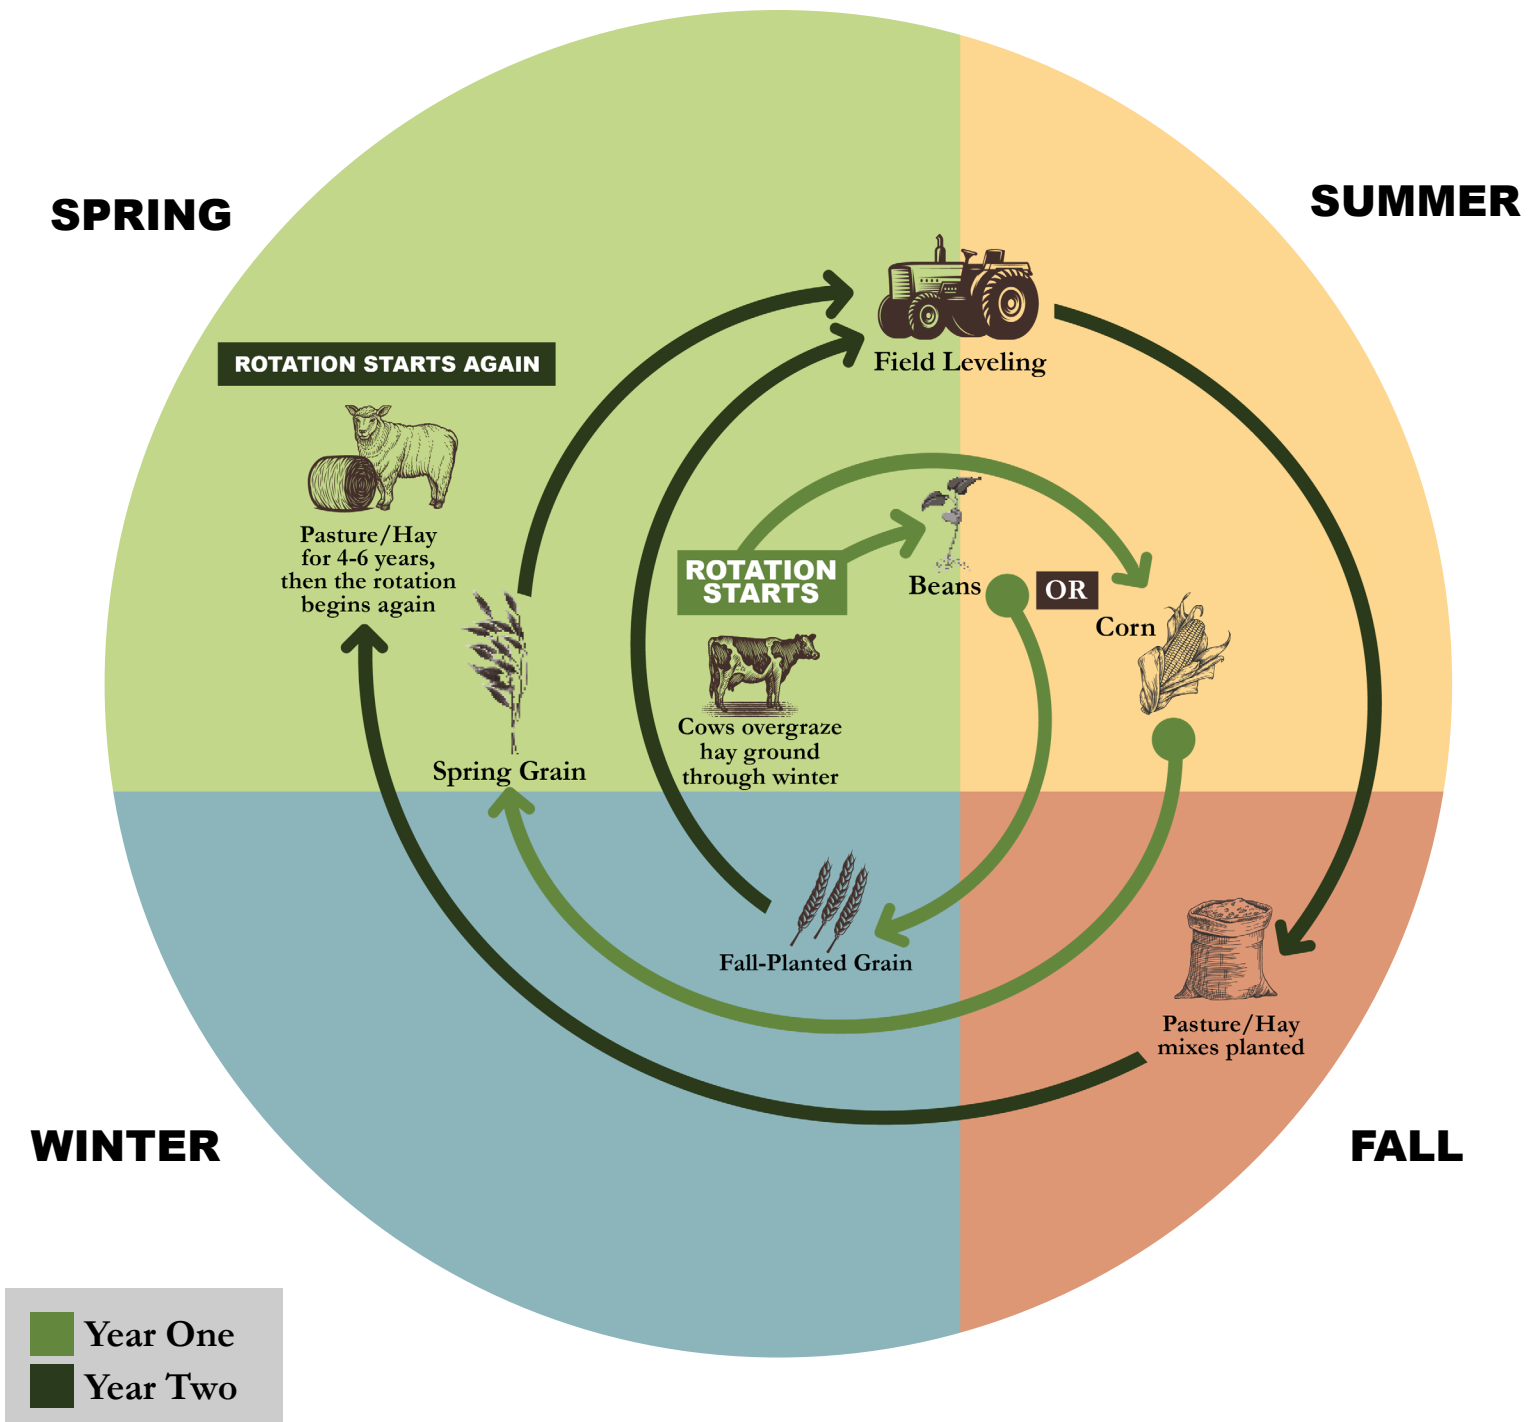 SPRING
SUMMER
Field Leveling
ROTATION STARTS AGAIN
Pasture/Hay
for 4-6 years,
then the rotation
begins again
ROTATION
STARTS
Beans
OR
Corn
Cows overgraze
hay ground
through winter
Spring Grain
Fall-Planted Grain
Pasture/Hay
mixes planted
WINTER
FALL
Year One
Year Two